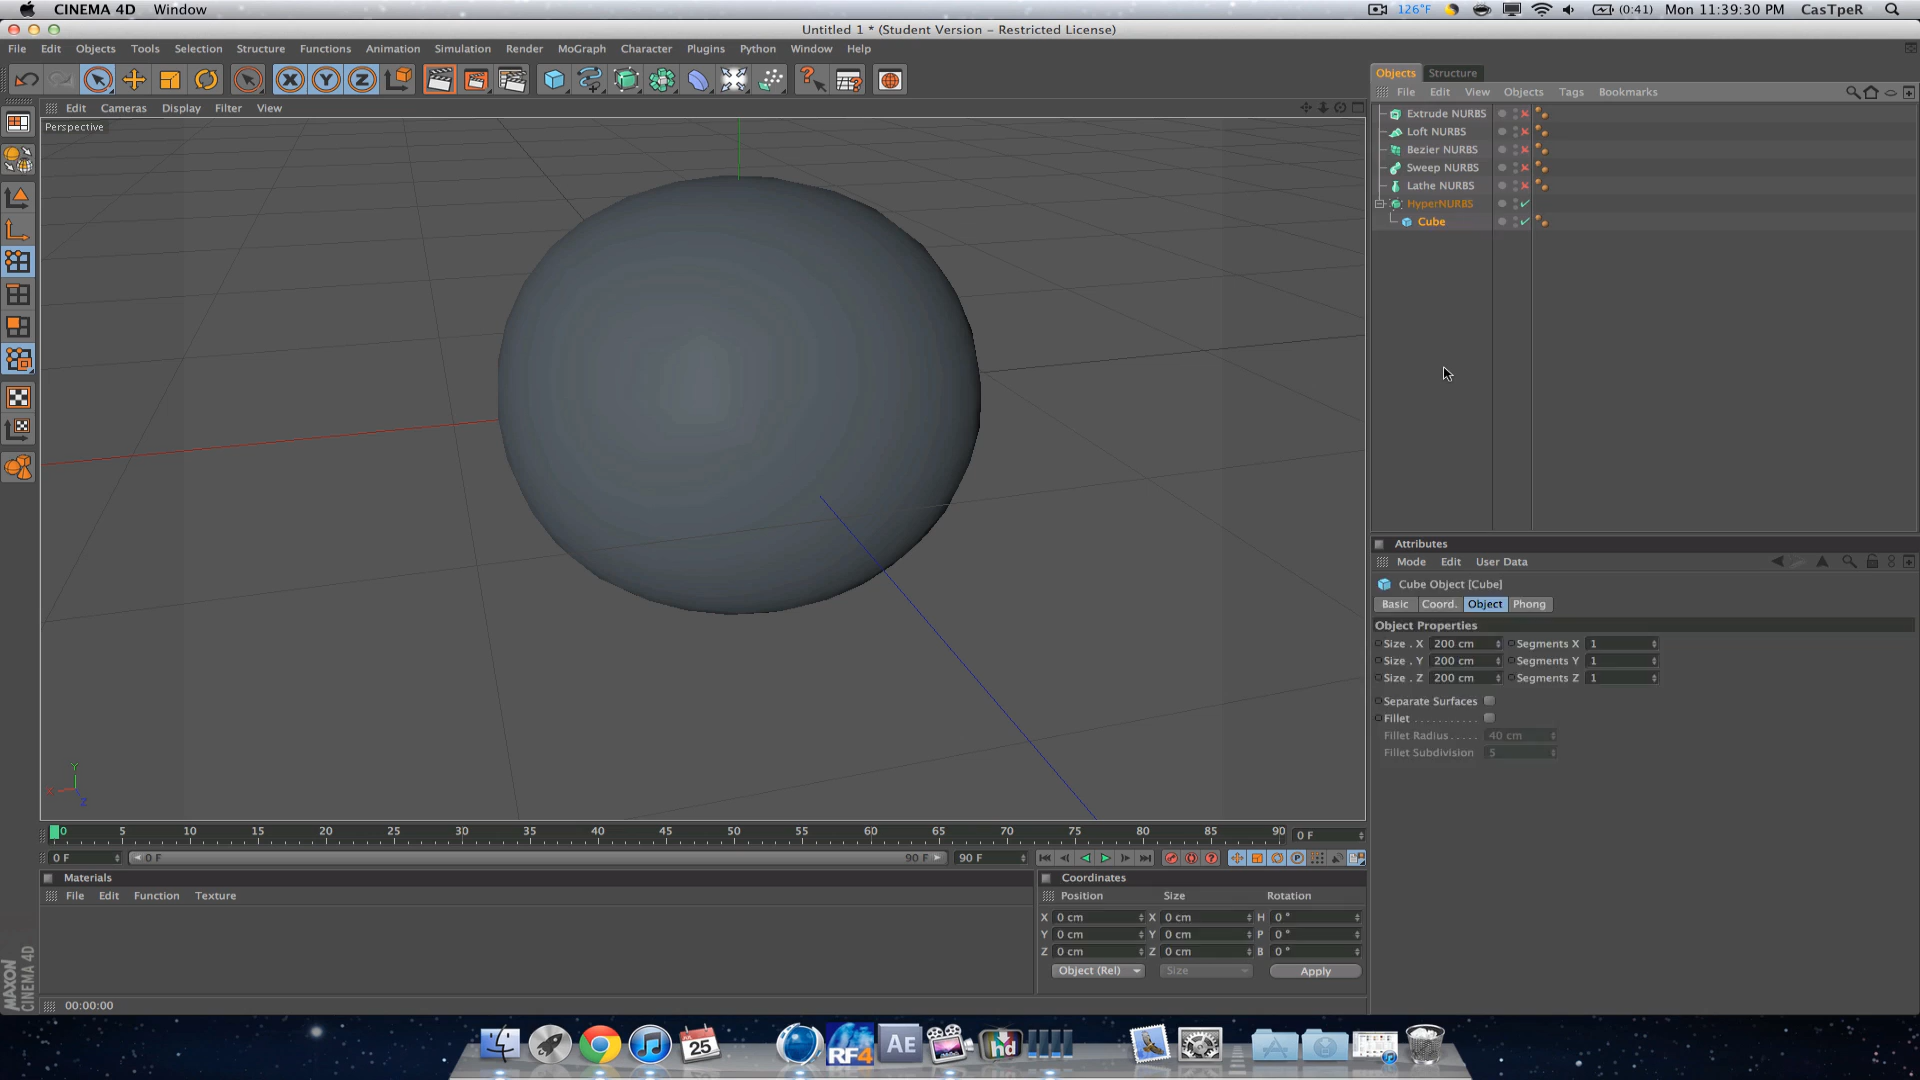 CINEMA 4D Window 126°F (0:41) Mon 11:39:30 PM CasTpeR
Untitled 1 * (Student Version – Restricted License)
File Edit Objects Tools Selection Structure Functions Animation Simulation Render MoGraph Character Plugins Python Window Help
Objects Structure
File Edit View Objects Tags Bookmarks
Edit Cameras Display Filter View
Perspective
Extrude NURBS
Loft NURBS
Bezier NURBS
Sweep NURBS
Lathe NURBS
HyperNURBS
Cube
Attributes
Mode Edit User Data
Cube Object [Cube]
Basic Coord. Object Phong
Object Properties
Size . X 200 cm Segments X 1
Size . Y 200 cm Segments Y 1
Size . Z 200 cm Segments Z 1
Separate Surfaces
Fillet . . . . . . . . . . .
Fillet Radius . . . . . 40 cm
Fillet Subdivision 5
Y
X
Z
0 5 10 15 20 25 30 35 40 45 50 55 60 65 70 75 80 85 90 0 F
0 F 0 F 90 F 90 F
Materials
File Edit Function Texture
Coordinates
Position Size Rotation
X 0 cm X 0 cm H 0 °
Y 0 cm Y 0 cm P 0 °
Z 0 cm Z 0 cm B 0 °
Object (Rel) Size Apply
MAXON
CINEMA 4D
00:00:00
25
RF4
AE
hd